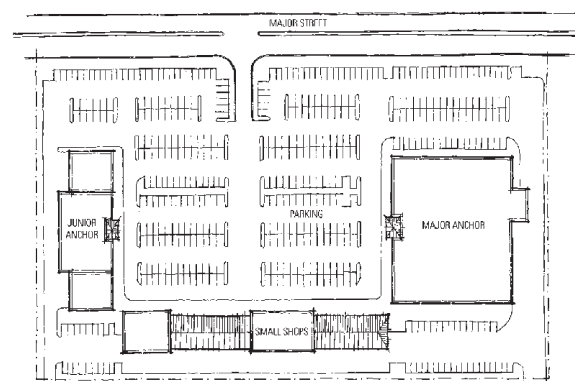 MAJOR STREET
PARKING
JUNIOR
ANCHOR
MAJOR ANCHOR
SMALL SHOPS